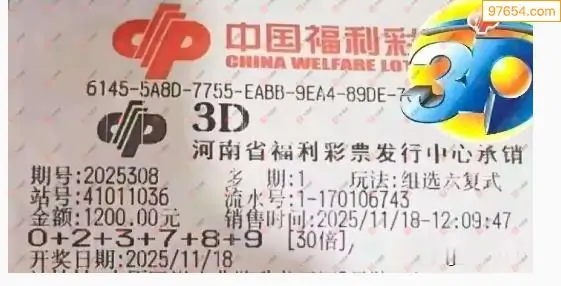 97654.com
中国福利彩
CHINA WELFARE LOT
6145-5A8D-7755-EABB-9EA4-89DE-7
3D
3D
河南省福利彩票发行中心承销
期号:2025308 多 期:1 玩法:组选六复式
站号:41011036 流水号:1-170106743
金额:1200.00元 销售时间:2025/11/18-12:09:47
0+2+3+7+8+9 [30倍]
开奖日期:2025/11/18